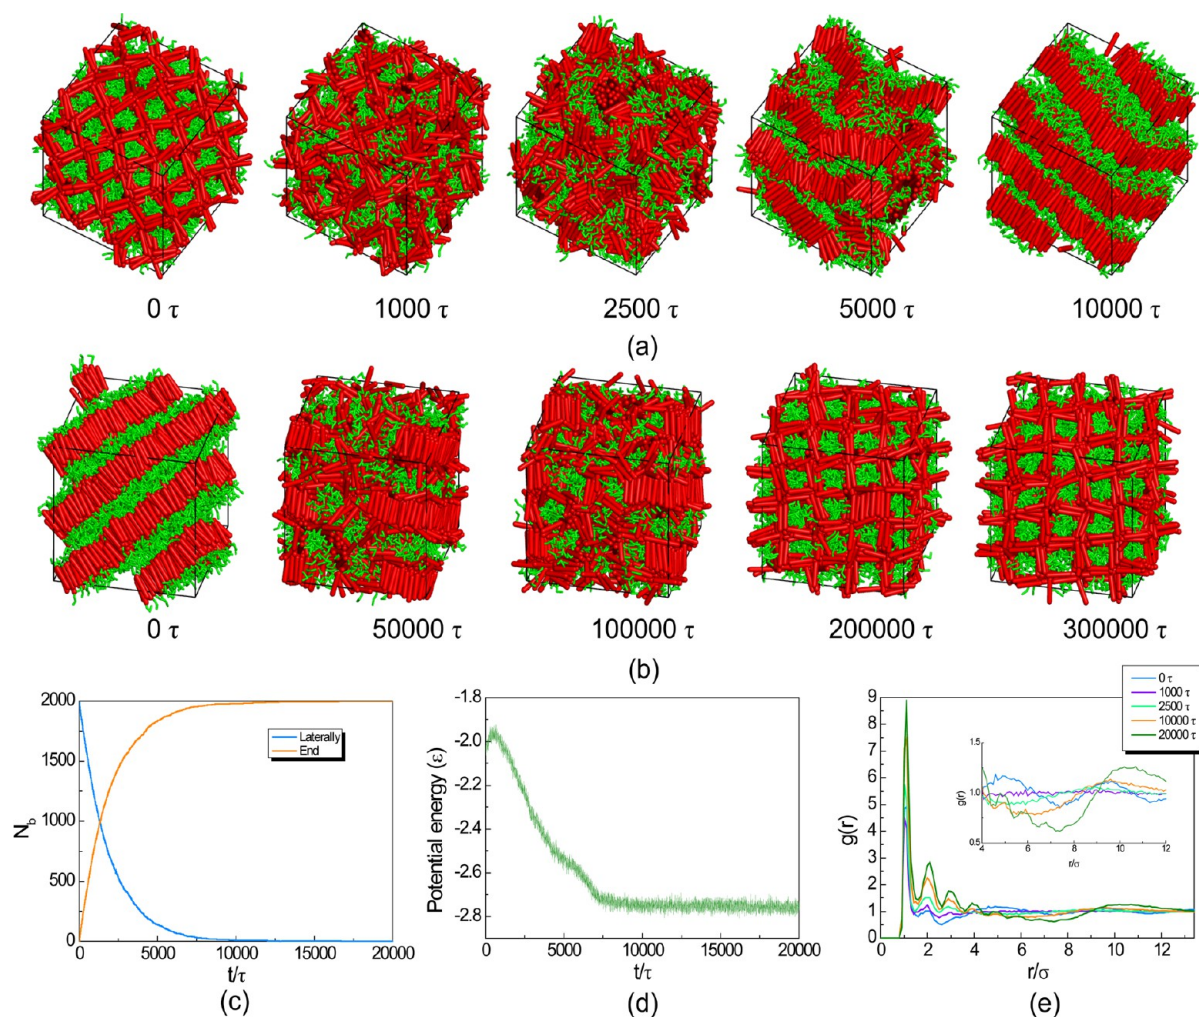 0 τ 1000 τ 2500 τ 5000 τ 10000 τ
(a)
0 τ 50000 τ 100000 τ 200000 τ 300000 τ
(b)
2000
1500
1000
500
0
N_b
Laterally
End
0 5000 10000 15000 20000
t/τ
(c)
-1.8
-2.0
-2.2
-2.4
-2.6
-2.8
Potential energy (ε)
0 5000 10000 15000 20000
t/τ
(d)
0 τ
1000 τ
2500 τ
10000 τ
20000 τ
9
8
7
6
5
4
3
2
1
0
g(r)
1.5
1.0
0.5
g(r)
4 6 8 10 12
r/σ
0 2 4 6 8 10 12
r/σ
(e)